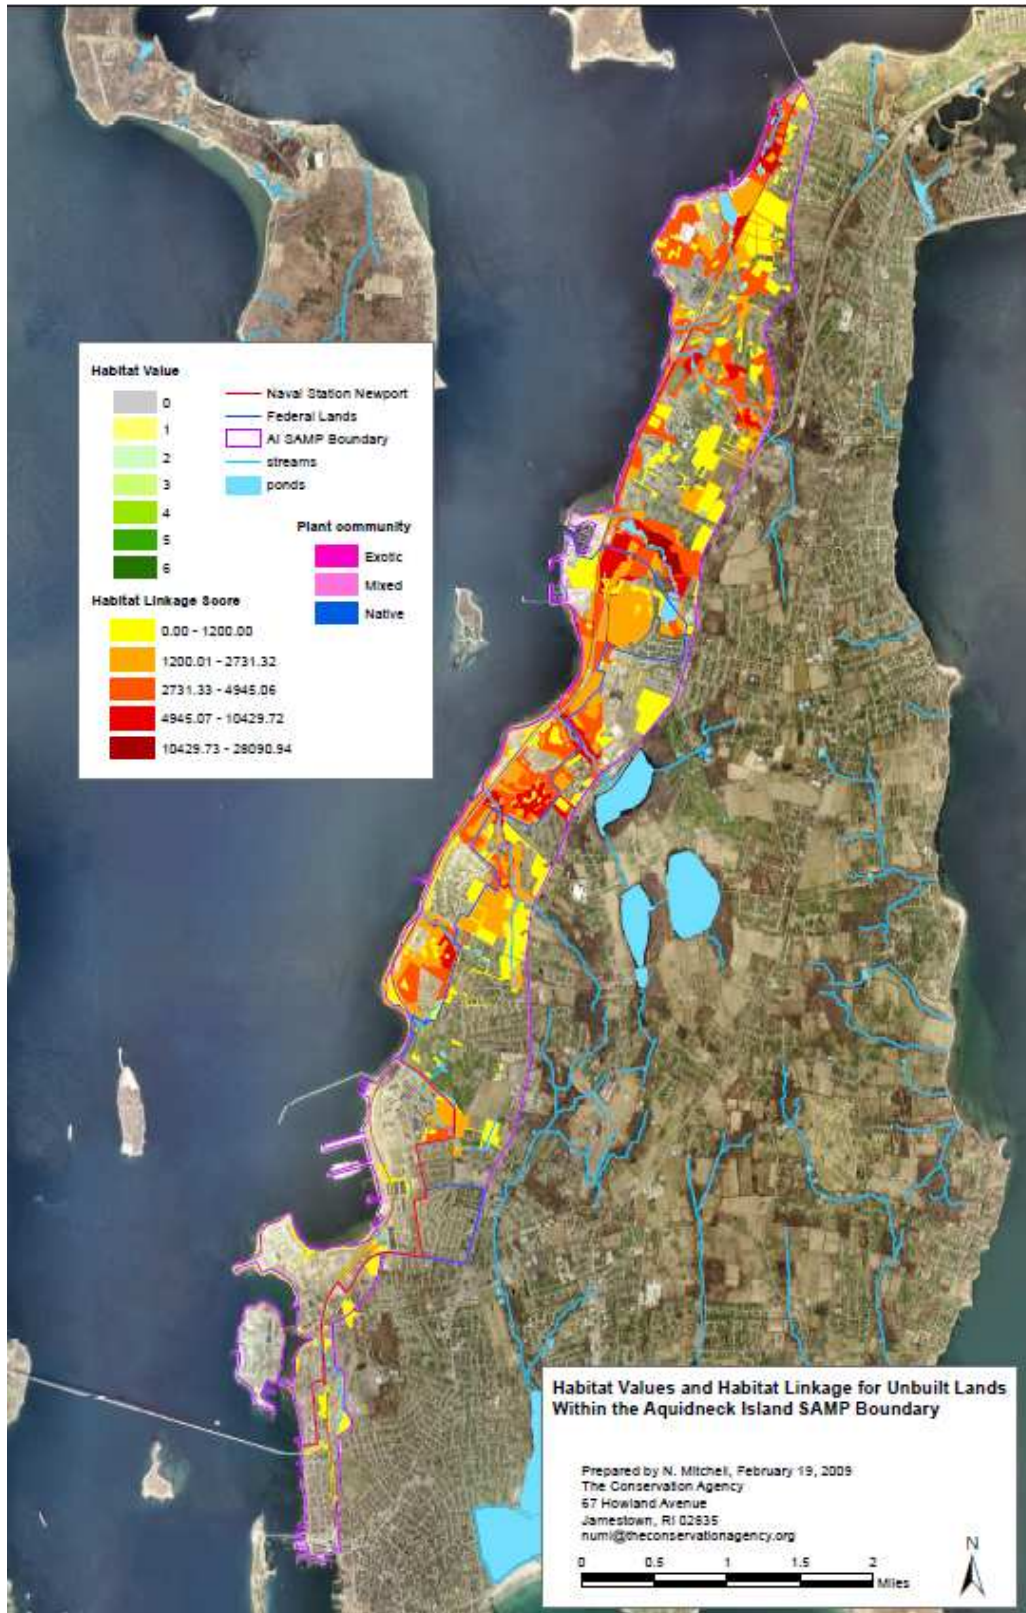 Habitat Value
0
1
2
3
4
5
6
Naval Station Newport
Federal Lands
AI SAMP Boundary
streams
ponds
Plant community
Exotic
Mixed
Native
Habitat Linkage Score
0.00 - 1200.00
1200.01 - 2731.32
2731.33 - 4945.06
4945.07 - 10429.72
10429.73 - 28090.94
Habitat Values and Habitat Linkage for Unbuilt Lands
Within the Aquidneck Island SAMP Boundary
Prepared by N. Mitchell, February 19, 2009
The Conservation Agency
67 Howland Avenue
Jamestown, RI 02835
numi@theconservationagency.org
N
0 0.5 1 1.5 2
Miles